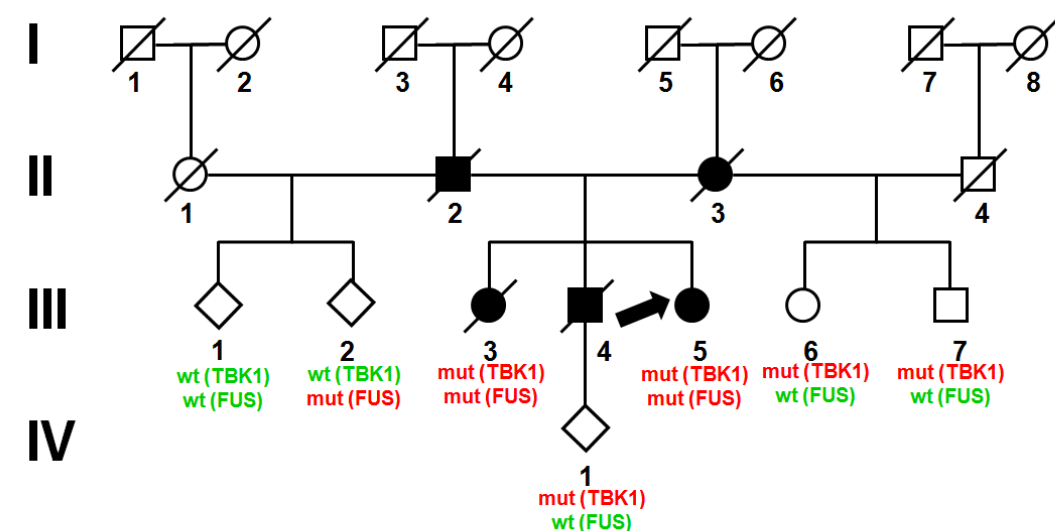 I
1 2 3 4 5 6 7 8
II
1 2 3 4
III
1 2 3 4 5 6 7
wt (TBK1) wt (TBK1) mut (TBK1) mut (TBK1) mut (TBK1) mut (TBK1)
wt (FUS) mut (FUS) mut (FUS) mut (FUS) wt (FUS) wt (FUS)
IV
1
mut (TBK1)
wt (FUS)